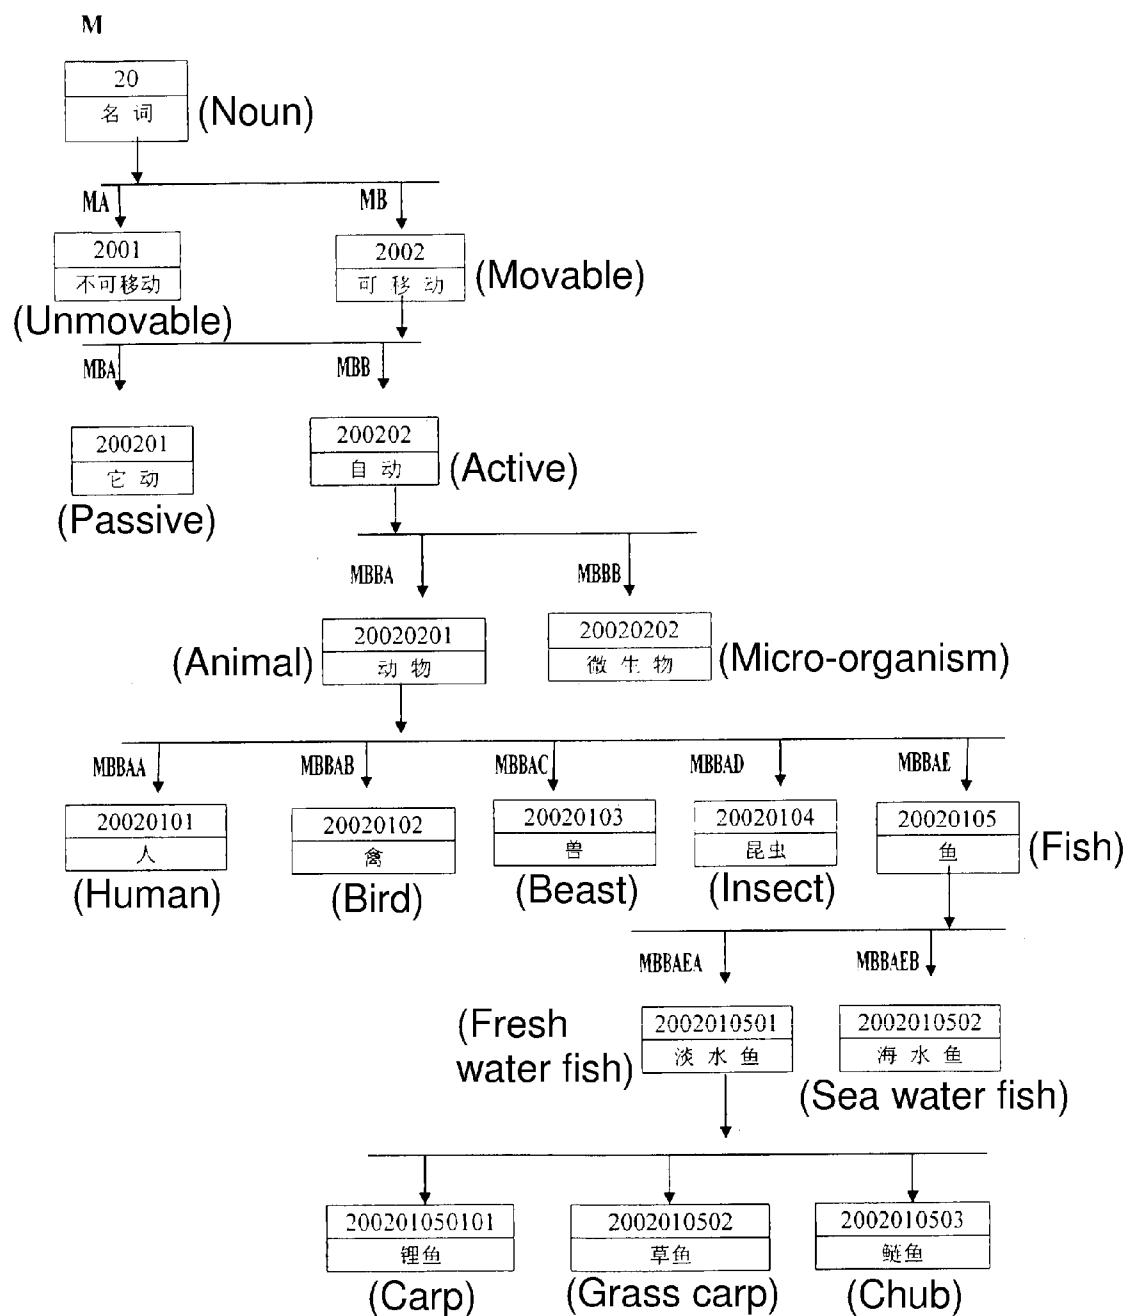 M
20
名词
(Noun)
MA
MB
2001
不可移动
(Unmovable)
2002
可移动
(Movable)
MBA
MBB
200201
它动
(Passive)
200202
自动
(Active)
MBBA
MBBB
(Animal)
20020201
动物
20020202
微生物
(Micro-organism)
MBBAA
MBBAB
MBBAC
MBBAD
MBBAE
20020101
人
(Human)
20020102
禽
(Bird)
20020103
兽
(Beast)
20020104
昆虫
(Insect)
20020105
鱼
(Fish)
MBBAEA
MBBAEB
(Fresh
water fish)
2002010501
淡水鱼
2002010502
海水鱼
(Sea water fish)
200201050101
锂鱼
(Carp)
2002010502
草鱼
(Grass carp)
2002010503
鲢鱼
(Chub)